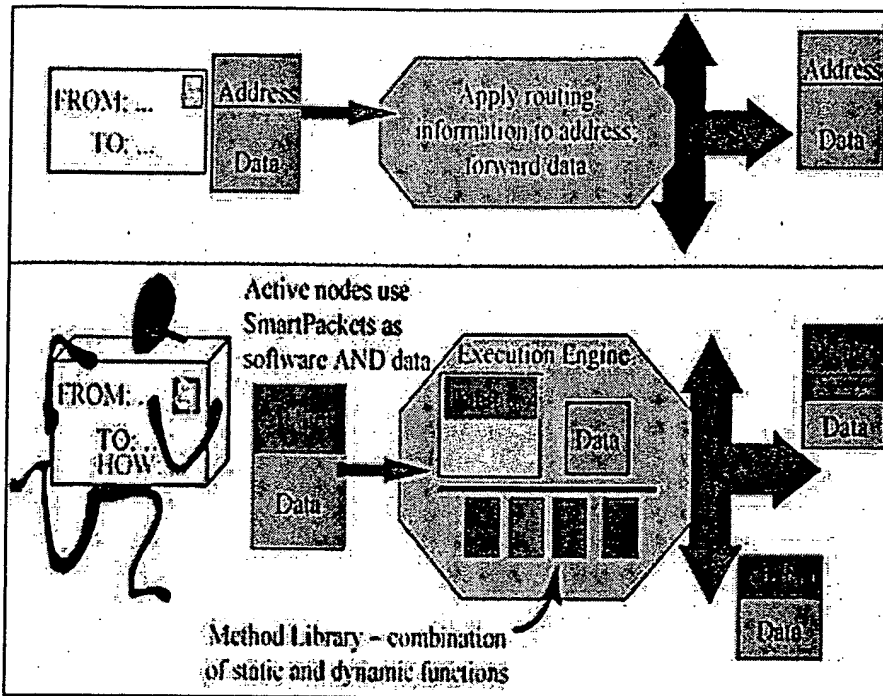 FROM: ...
TO: ...
Address
Data
Apply routing
information to address;
forward data
Address
Data
Active nodes use
SmartPackets as
software AND data
FROM: ..
TO: ..
HOW:
Data
Execution Engine
Data
Data
Data
Method Library – combination
of static and dynamic functions